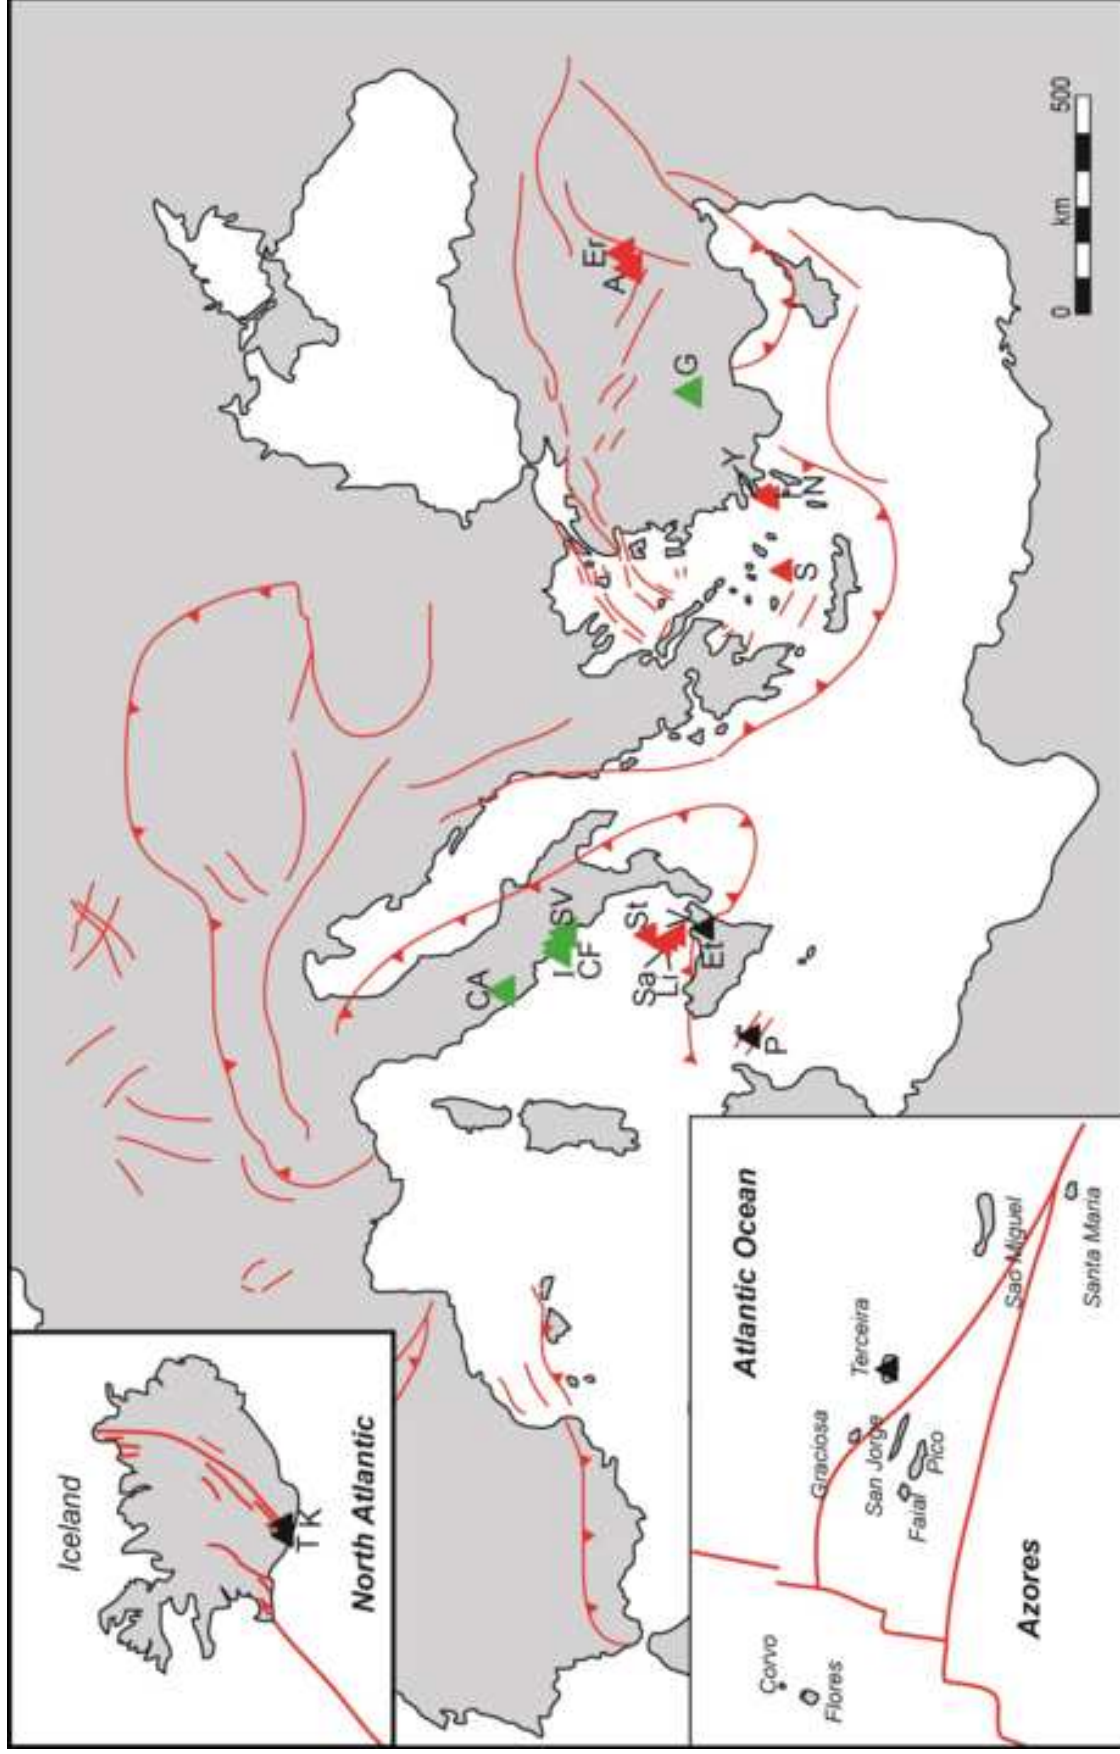 Iceland
T K
North Atlantic
CA
I
SV
CF
St
Sa
Li
V
Et
P
Er
A
G
Y
N
S
0 km 500
Atlantic Ocean
Corvo
Flores
Graciosa
Terceira
San Jorge
Faial
Pico
Sao Miguel
Santa Maria
Azores